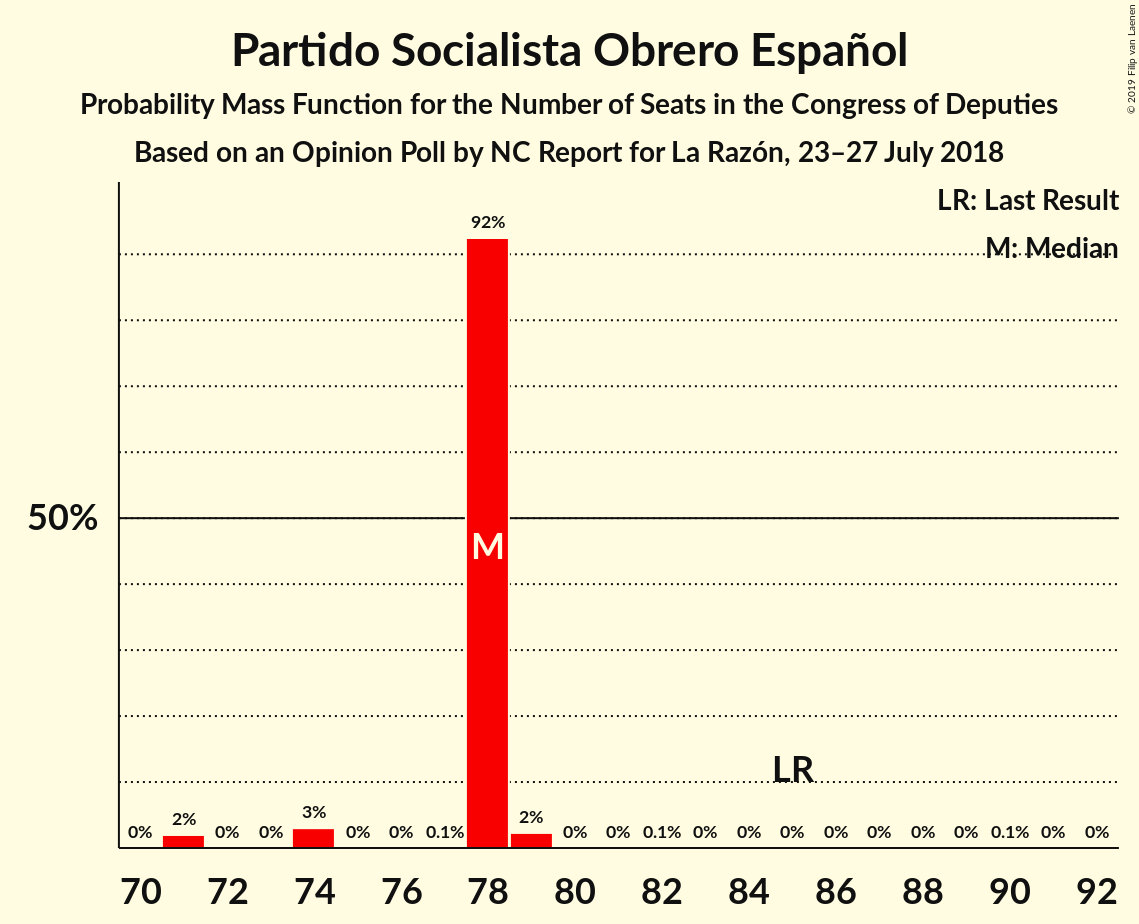 Partido Socialista Obrero Español
Probability Mass Function for the Number of Seats in the Congress of Deputies
Based on an Opinion Poll by NC Report for La Razón, 23–27 July 2018
© 2019 Filip van Laenen
LR: Last Result
M: Median
92%
50%
M
LR
0% 2% 0% 0% 3% 0% 0% 0.1% 2% 0% 0% 0.1% 0% 0% 0% 0% 0% 0% 0% 0.1% 0% 0%
70 72 74 76 78 80 82 84 86 88 90 92